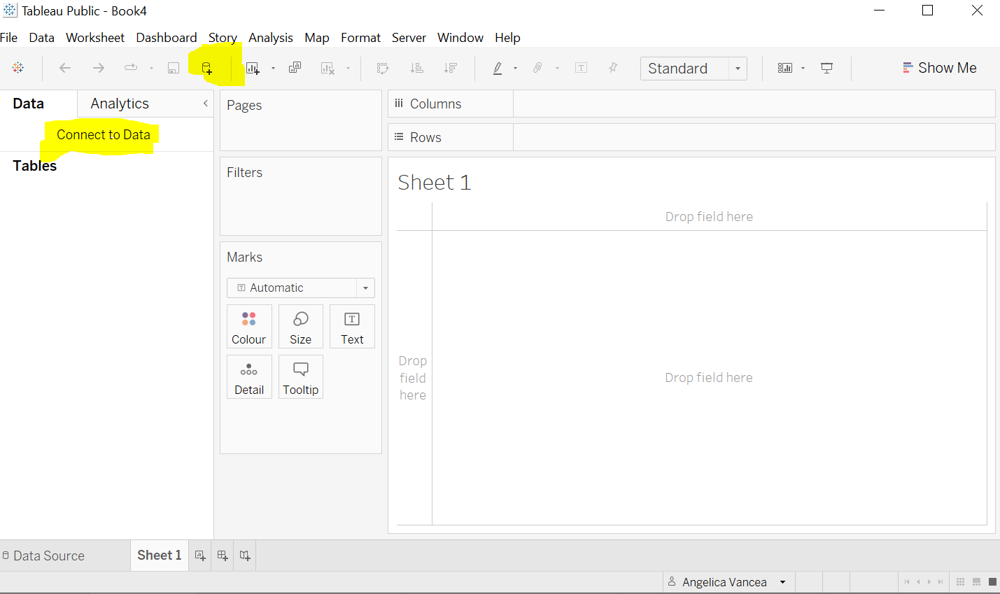 Tableau Public - Book4
File Data Worksheet Dashboard Story Analysis Map Format Server Window Help
Standard
Show Me
Data
Analytics
Connect to Data
Tables
Pages
Filters
Marks
Automatic
Colour
Size
Text
Detail
Tooltip
Columns
Rows
Sheet 1
Drop field here
Drop
field
here
Drop field here
Data Source
Sheet 1
Angelica Vancea